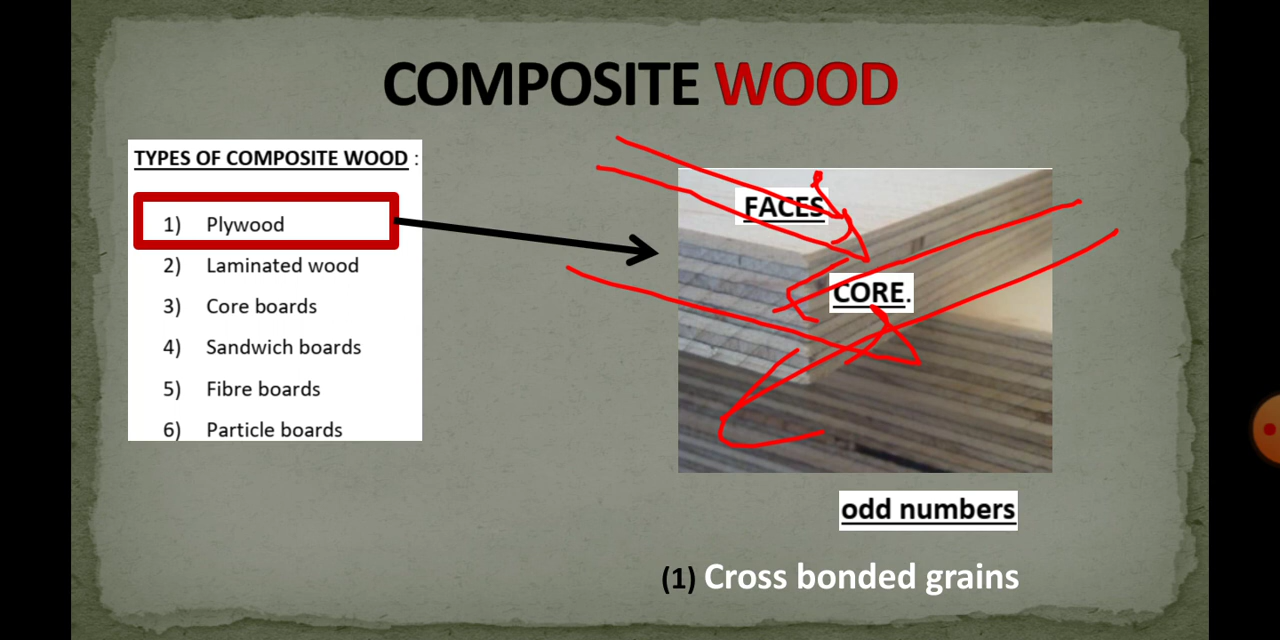 COMPOSITE WOOD
TYPES OF COMPOSITE WOOD :
1) Plywood
2) Laminated wood
3) Core boards
4) Sandwich boards
5) Fibre boards
6) Particle boards
FACES
CORE.
odd numbers
(1) Cross bonded grains